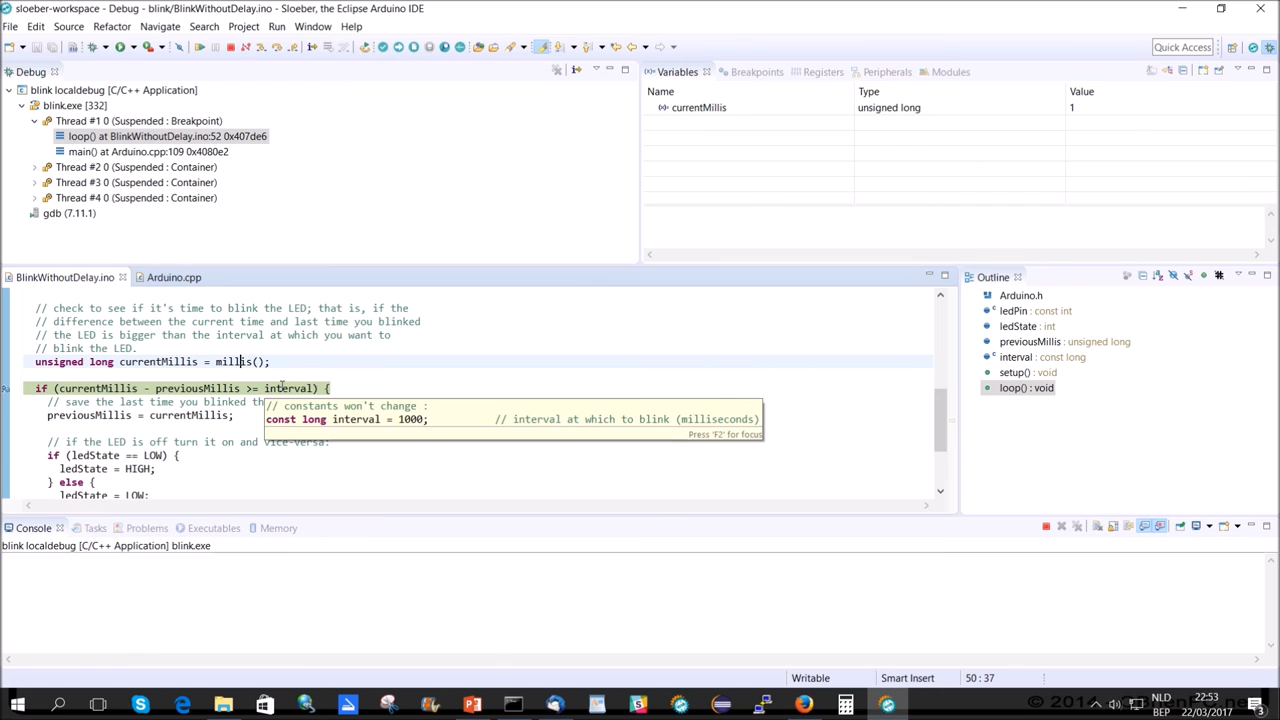 sloeber-workspace - Debug - blink/BlinkWithoutDelay.ino - Sloeber, the Eclipse Arduino IDE
File Edit Source Refactor Navigate Search Project Run Window Help
Quick Access
Debug
Variables Breakpoints Registers Peripherals Modules
blink localdebug [C/C++ Application]
blink.exe [332]
Thread #1 0 (Suspended : Breakpoint)
loop() at BlinkWithoutDelay.ino:52 0x407de6
main() at Arduino.cpp:109 0x4080e2
Thread #2 0 (Suspended : Container)
Thread #3 0 (Suspended : Container)
Thread #4 0 (Suspended : Container)
gdb (7.11.1)
Name Type Value
currentMillis unsigned long 1
BlinkWithoutDelay.ino Arduino.cpp
// check to see if it's time to blink the LED; that is, if the
// difference between the current time and last time you blinked
// the LED is bigger than the interval at which you want to
// blink the LED.
unsigned long currentMillis = millis();
if (currentMillis - previousMillis >= interval) {
// save the last time you blinked th
previousMillis = currentMillis;
// if the LED is off turn it on and vice-versa:
if (ledState == LOW) {
ledState = HIGH;
} else {
ledState = LOW;
// constants won't change :
const long interval = 1000; // interval at which to blink (milliseconds)
Press 'F2' for focus
Outline
Arduino.h
ledPin : const int
ledState : int
previousMillis : unsigned long
interval : const long
setup() : void
loop() : void
Console Tasks Problems Executables Memory
blink localdebug [C/C++ Application] blink.exe
Writable Smart Insert 50 : 37
NLD
BEP
22:53
22/03/2017
3